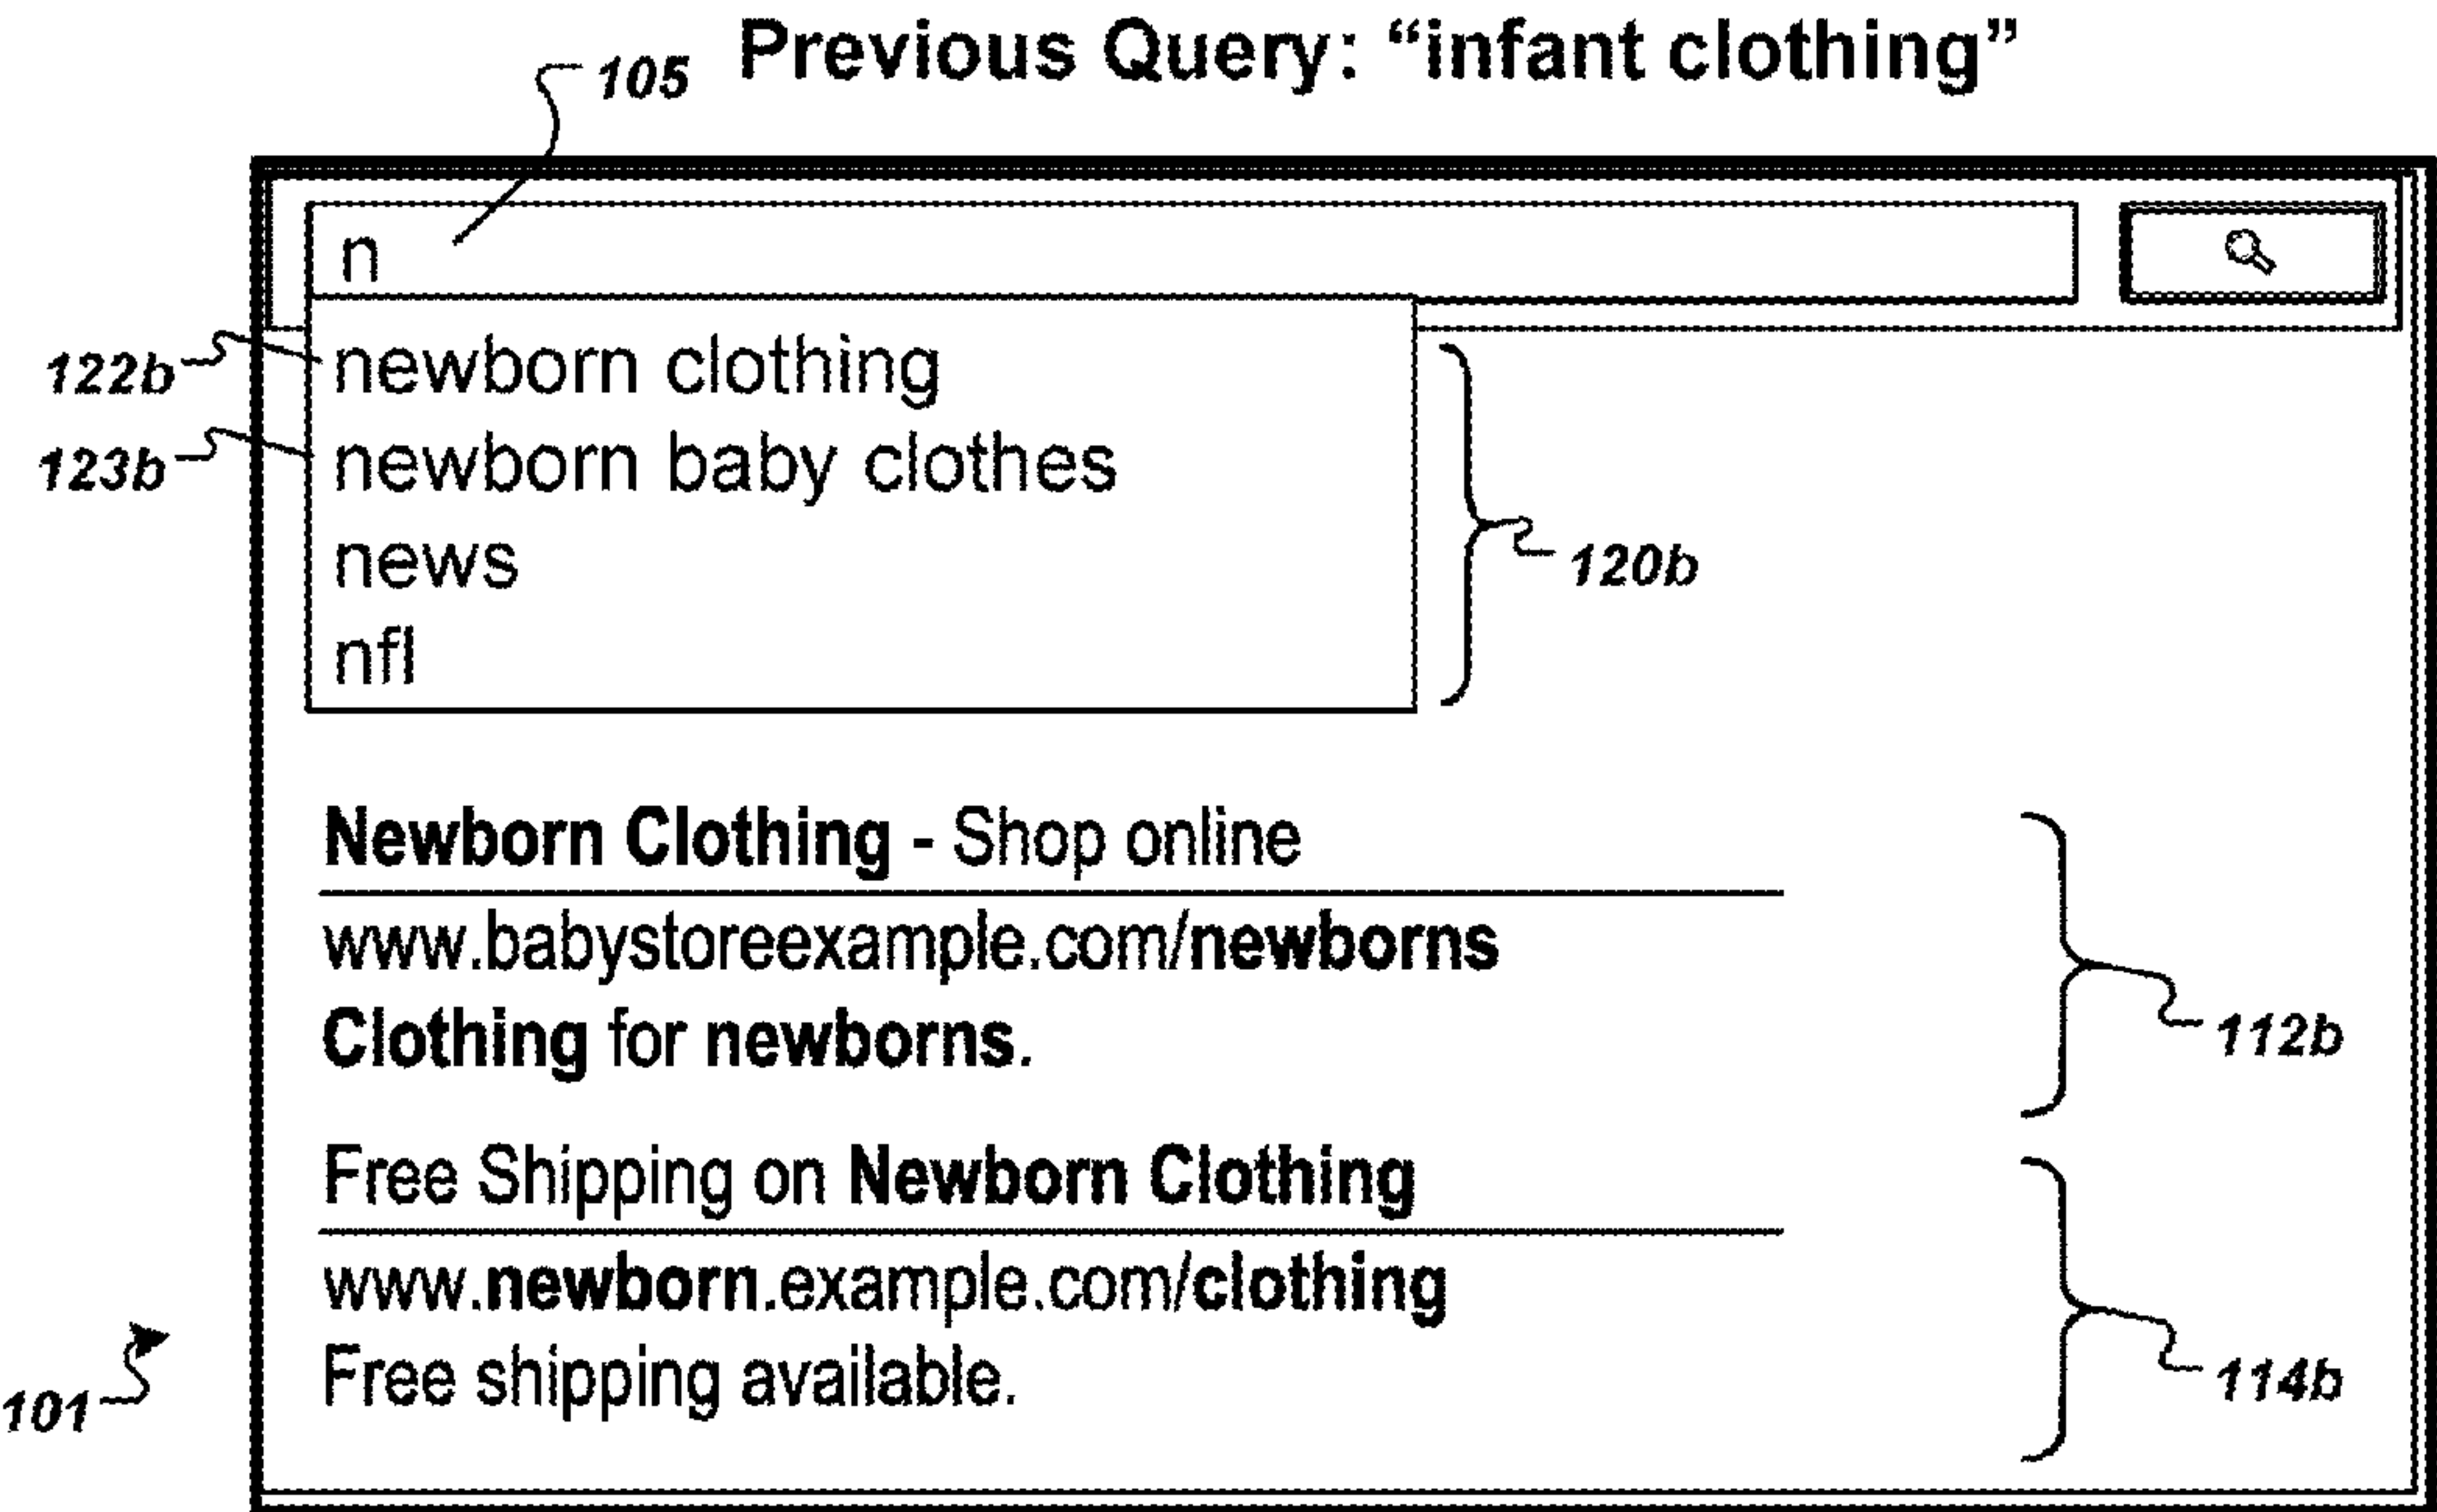 Previous Query: “infant clothing”
105
n
122b
newborn clothing
123b
newborn baby clothes
news
120b
nfl
Newborn Clothing - Shop online
www.babystoreexample.com/newborns
Clothing for newborns.
112b
Free Shipping on Newborn Clothing
www.newborn.example.com/clothing
Free shipping available.
114b
101